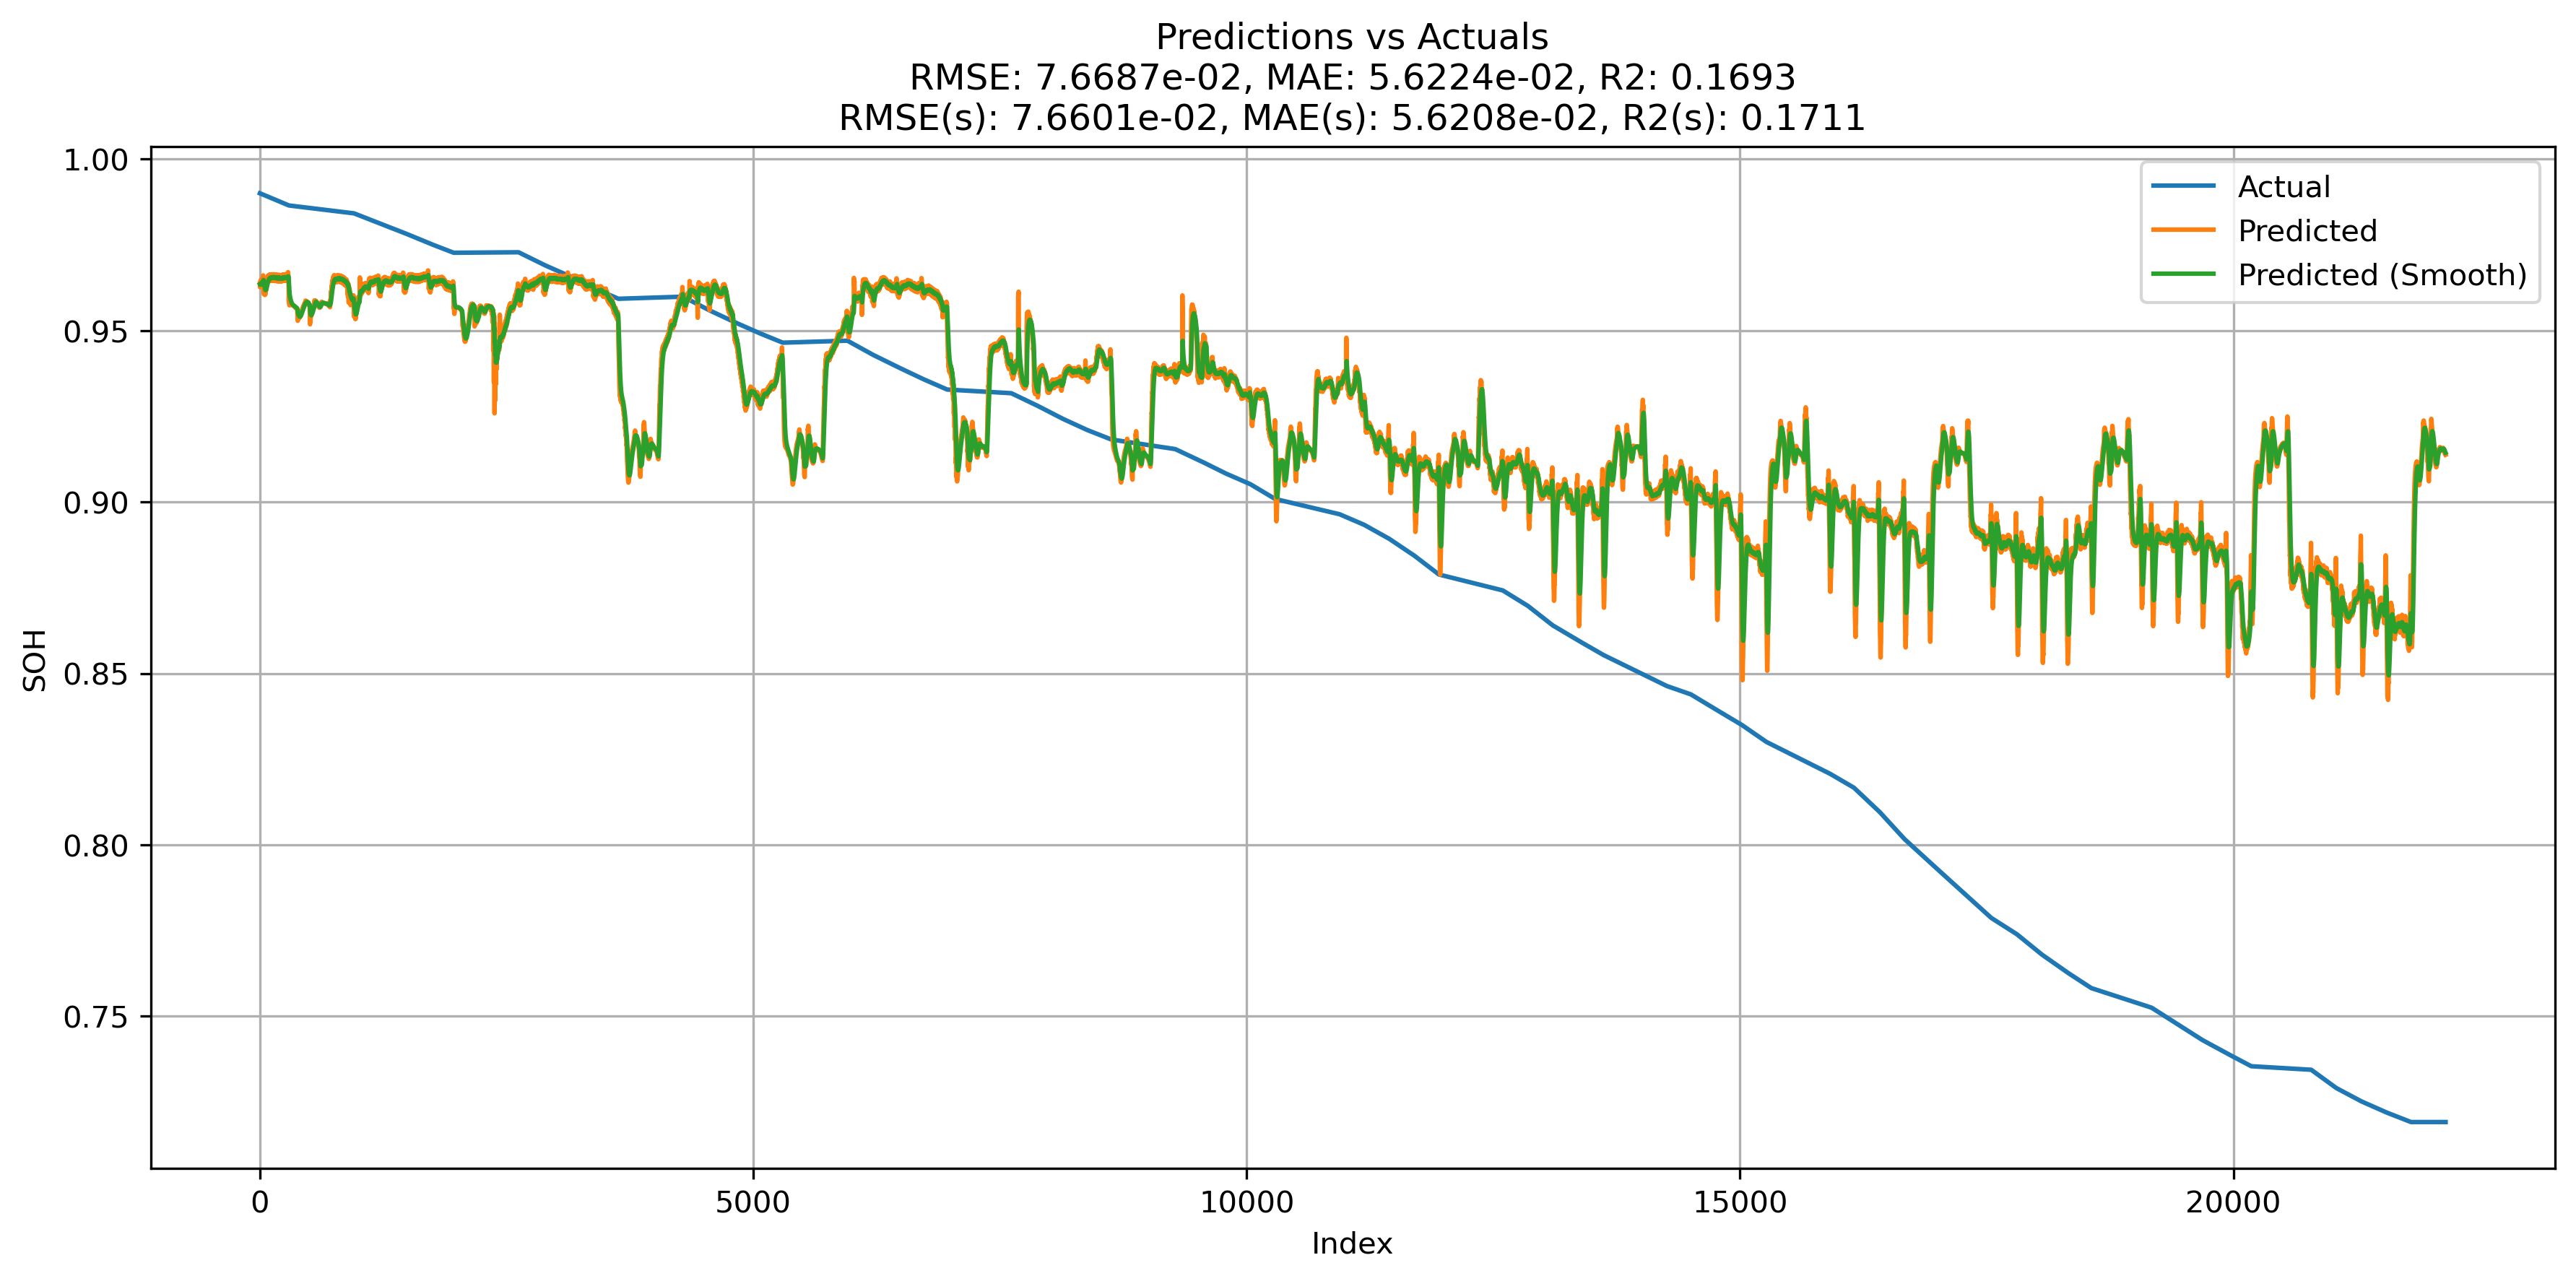 Predictions vs Actuals
RMSE: 7.6687e-02, MAE: 5.6224e-02, R2: 0.1693
RMSE(s): 7.6601e-02, MAE(s): 5.6208e-02, R2(s): 0.1711
Actual
Predicted
Predicted (Smooth)
SOH
1.00
0.95
0.90
0.85
0.80
0.75
0 5000 10000 15000 20000
Index